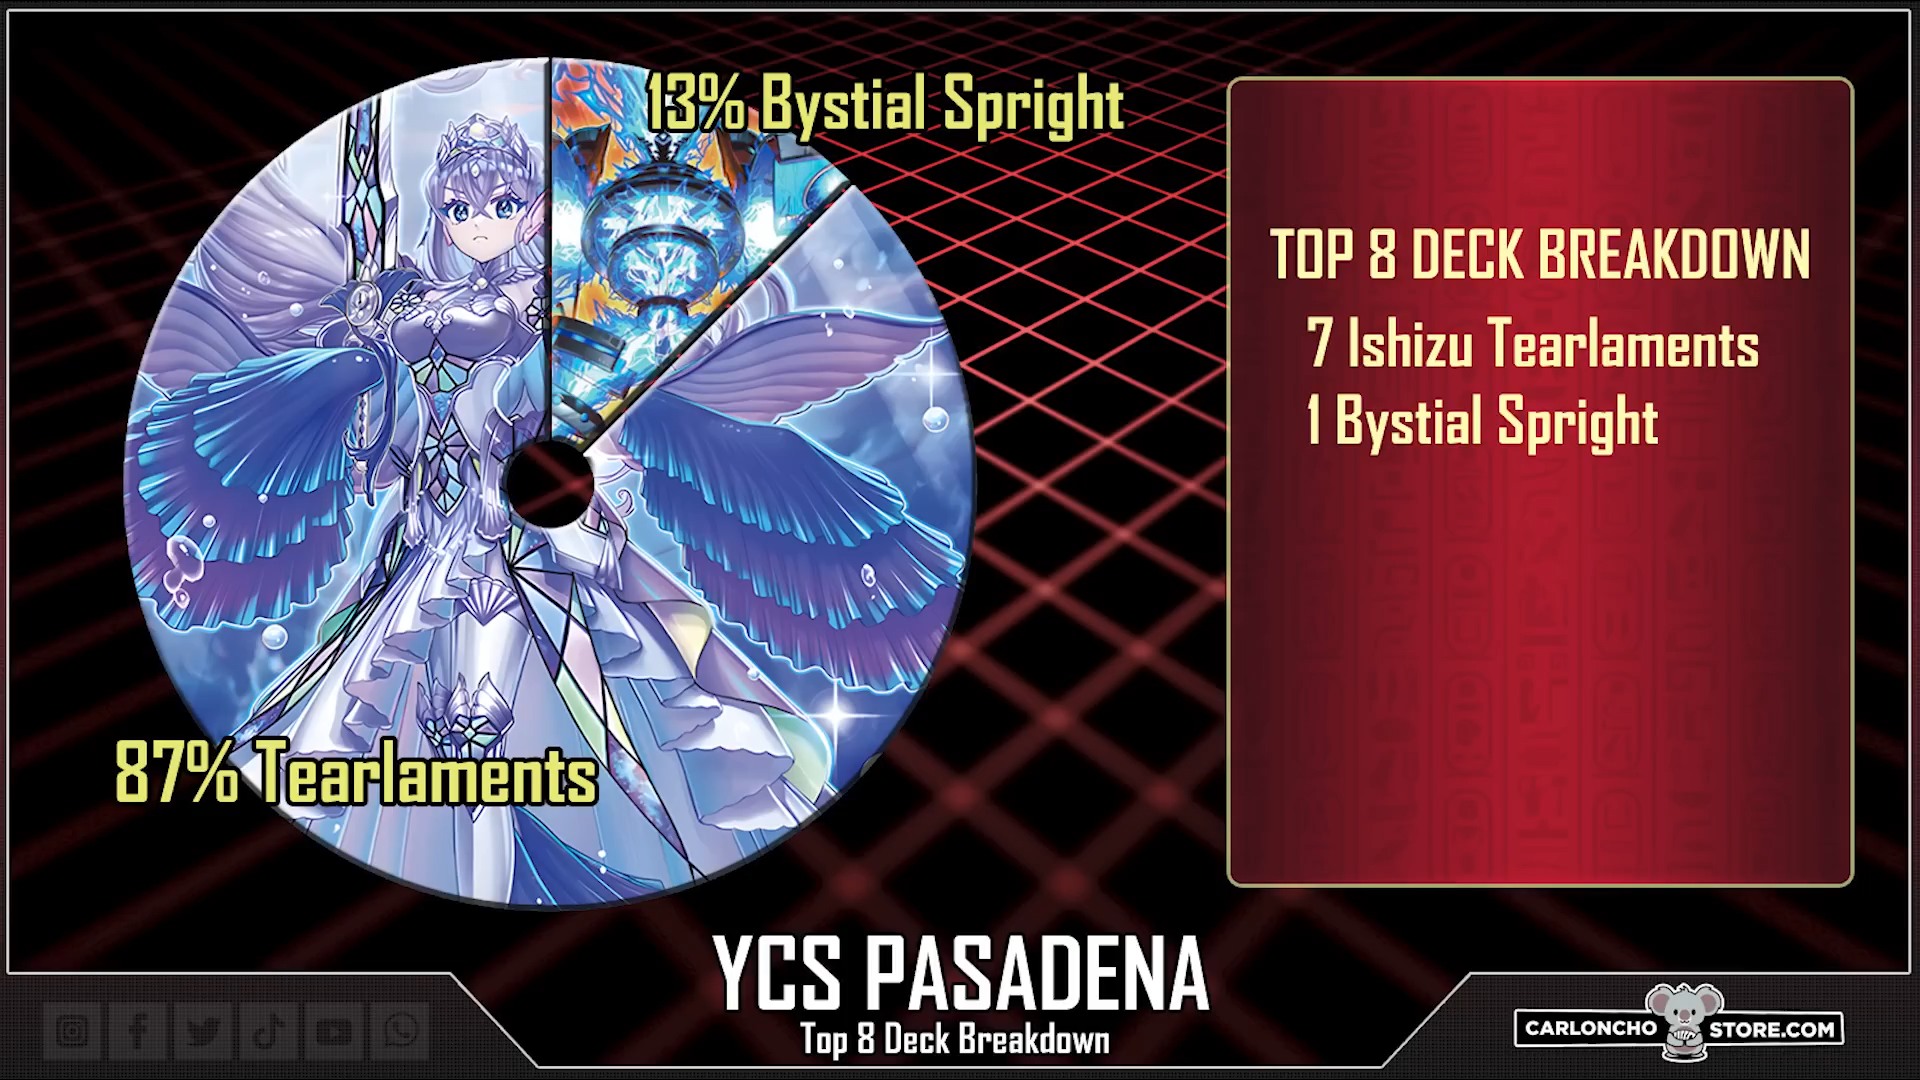 13% Bystial Spright
87% Tearlaments
TOP 8 DECK BREAKDOWN
7 Ishizu Tearlaments
1 Bystial Spright
YCS PASADENA
Top 8 Deck Breakdown
CARLONCHO STORE.COM